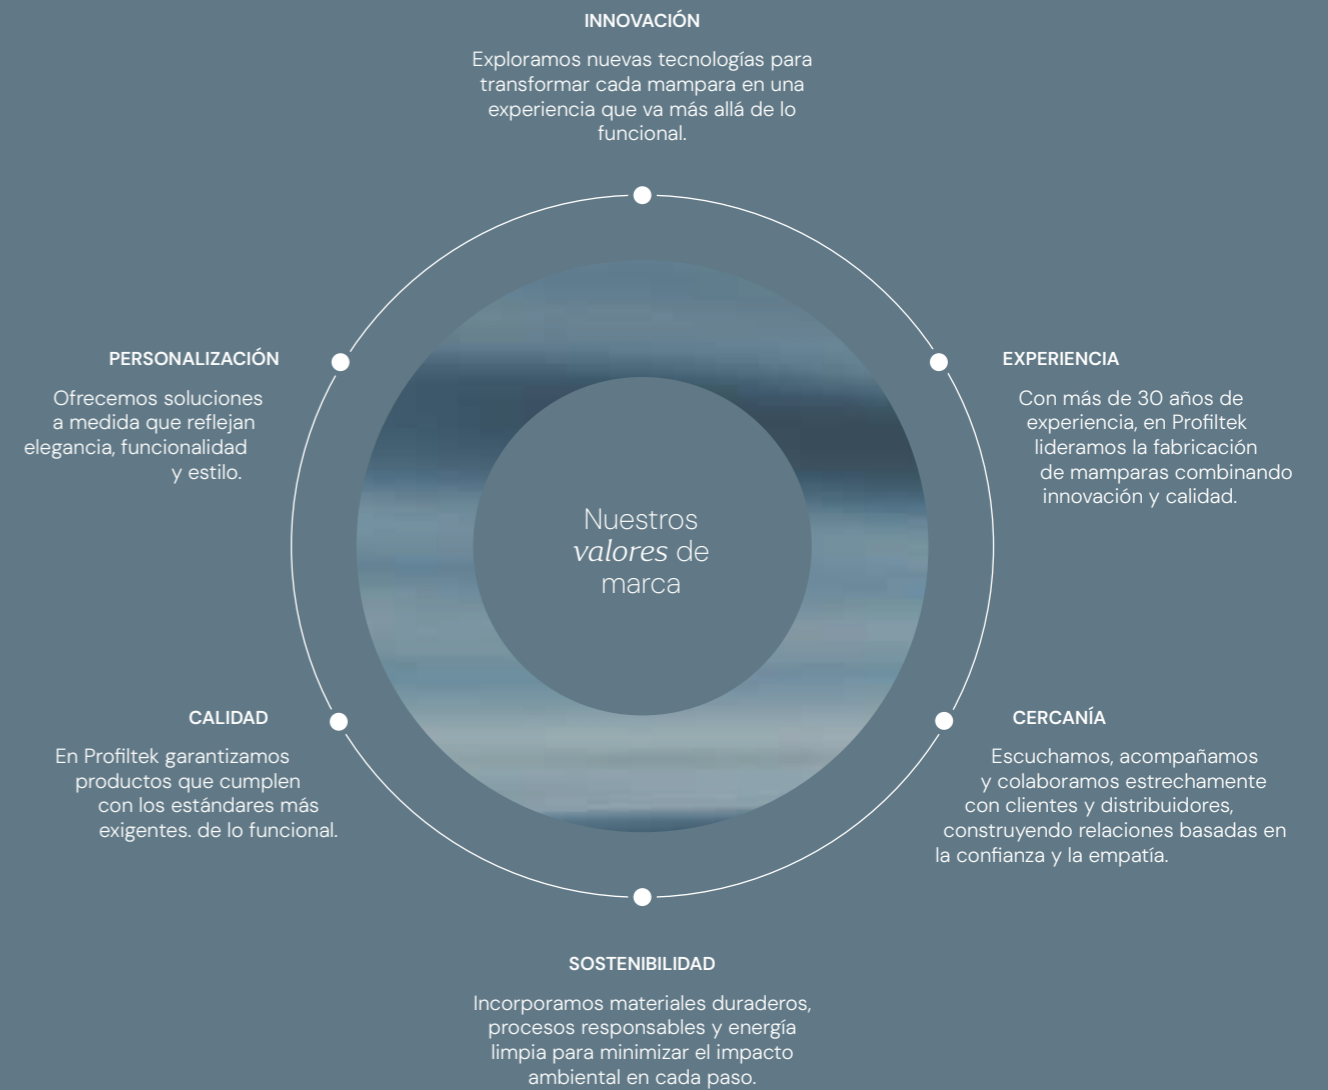 INNOVACIÓN
Exploramos nuevas tecnologías para
transformar cada mampara en una
experiencia que va más allá de lo
funcional.
PERSONALIZACIÓN
Ofrecemos soluciones
a medida que reflejan
elegancia, funcionalidad
y estilo.
EXPERIENCIA
Con más de 30 años de
experiencia, en Profiltek
lideramos la fabricación
de mamparas combinando
innovación y calidad.
Nuestros
valores de
marca
CALIDAD
En Profiltek garantizamos
productos que cumplen
con los estándares más
exigentes. de lo funcional.
CERCANÍA
Escuchamos, acompañamos
y colaboramos estrechamente
con clientes y distribuidores,
construyendo relaciones basadas en
la confianza y la empatía.
SOSTENIBILIDAD
Incorporamos materiales duraderos,
procesos responsables y energía
limpia para minimizar el impacto
ambiental en cada paso.